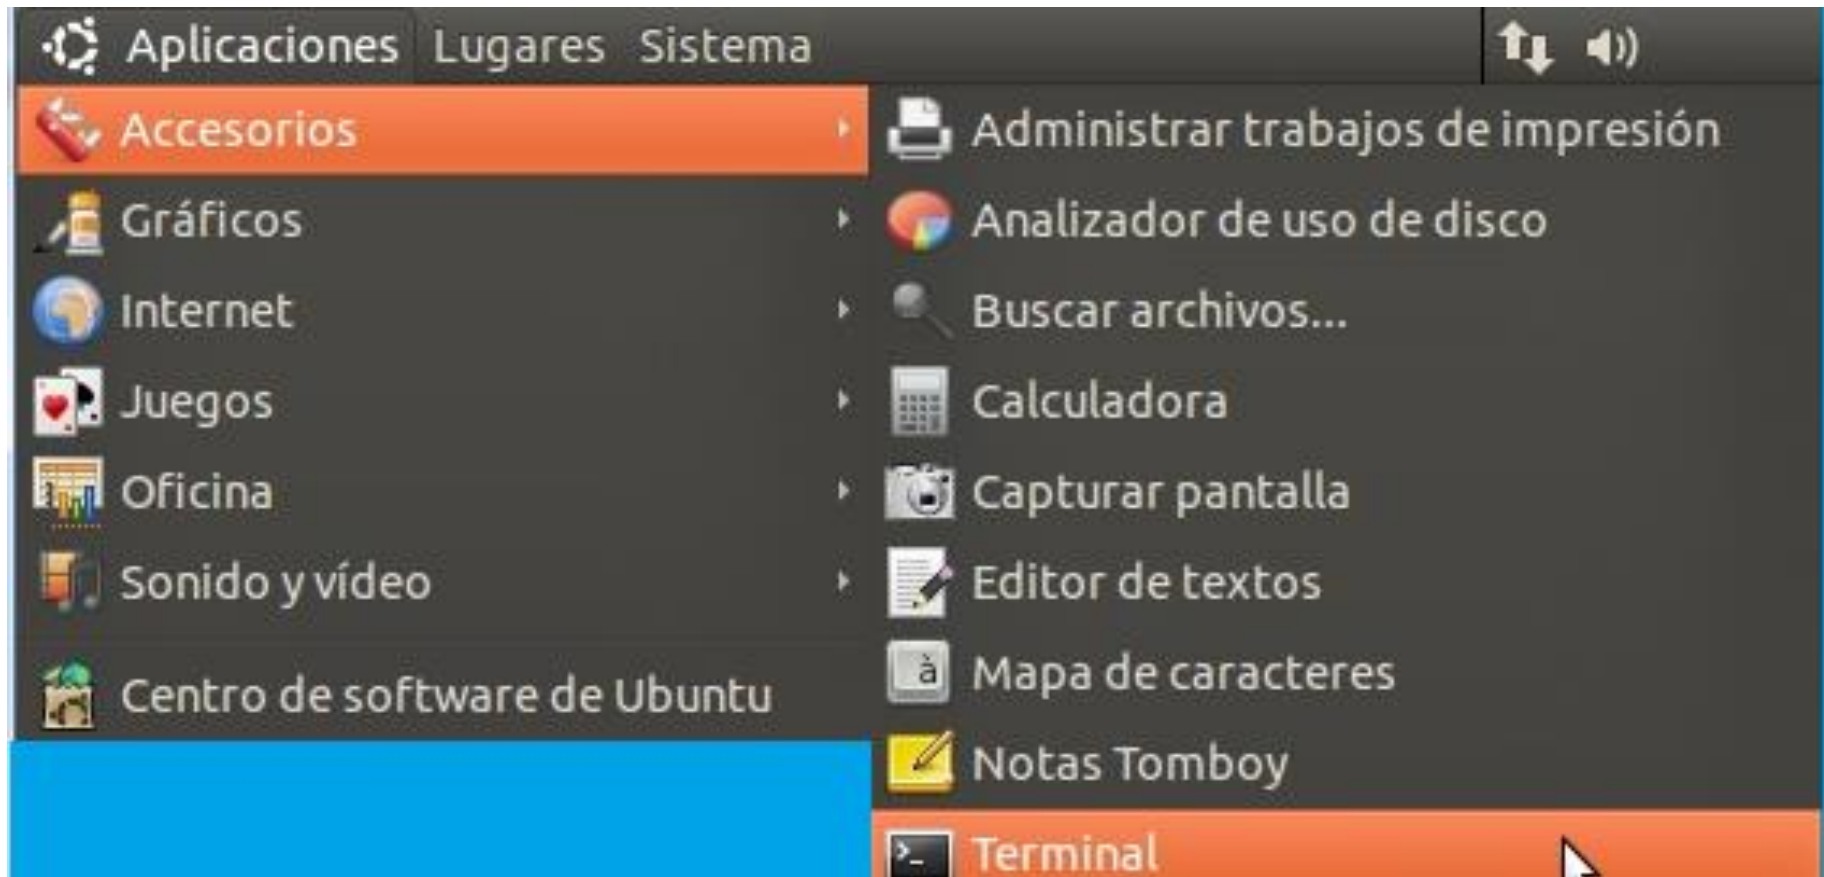 Aplicaciones Lugares Sistema
Accesorios
Gráficos
Internet
Juegos
Oficina
Sonido y vídeo
Centro de software de Ubuntu
Administrar trabajos de impresión
Analizador de uso de disco
Buscar archivos...
Calculadora
Capturar pantalla
Editor de textos
à
Mapa de caracteres
Notas Tomboy
>_
Terminal